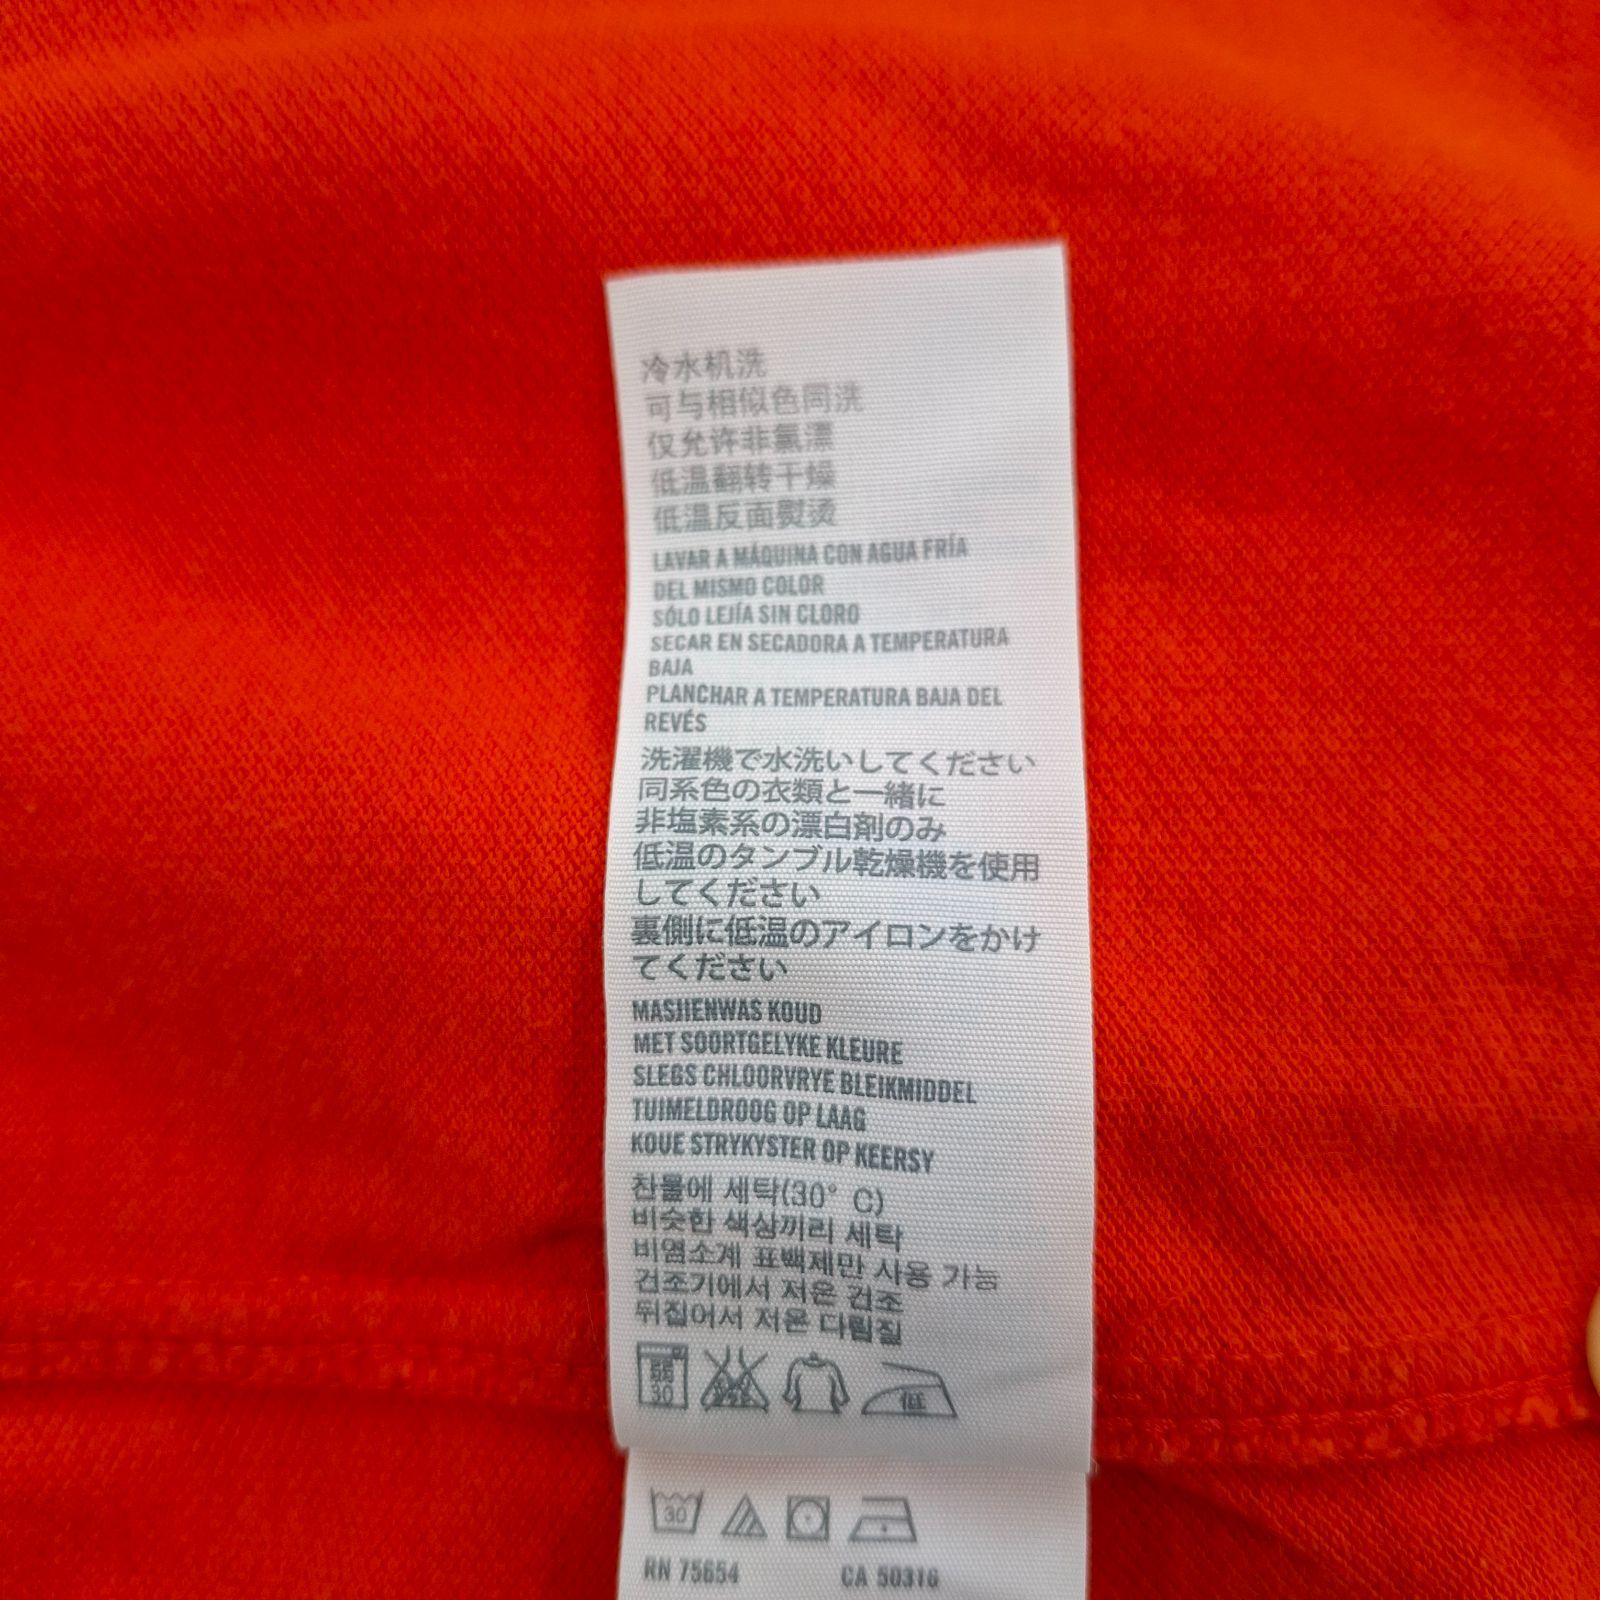 冷水机洗
可与相似色同洗
仅允许非氯漂
低温翻转干燥
低温反面熨烫
LAVAR A MÁQUINA CON AGUA FRÍA
DEL MISMO COLOR
SÓLO LEJÍA SIN CLORO
SECAR EN SECADORA A TEMPERATURA
BAJA
PLANCHAR A TEMPERATURA BAJA DEL
REVÉS
洗濯機で水洗いしてください
同系色の衣類と一緒に
非塩素系の漂白剤のみ
低温のタンブル乾燥機を使用
してください
裏側に低温のアイロンをかけ
てください
MASJIENWAS KOUD
MET SOORTGELYKE KLEURE
SLEGS CHLOORVRYE BLEIKMIDDEL
TUIMELDROOG OP LAAG
KOUE STRYKYSTER OP KEERSY
찬물에 세탁(30° C)
비슷한 색상끼리 세탁
비염소계 표백제만 사용 가능
건조기에서 저온 건조
뒤집어서 저온 다림질
弱
30
低
30
RN 75654 CA 50316